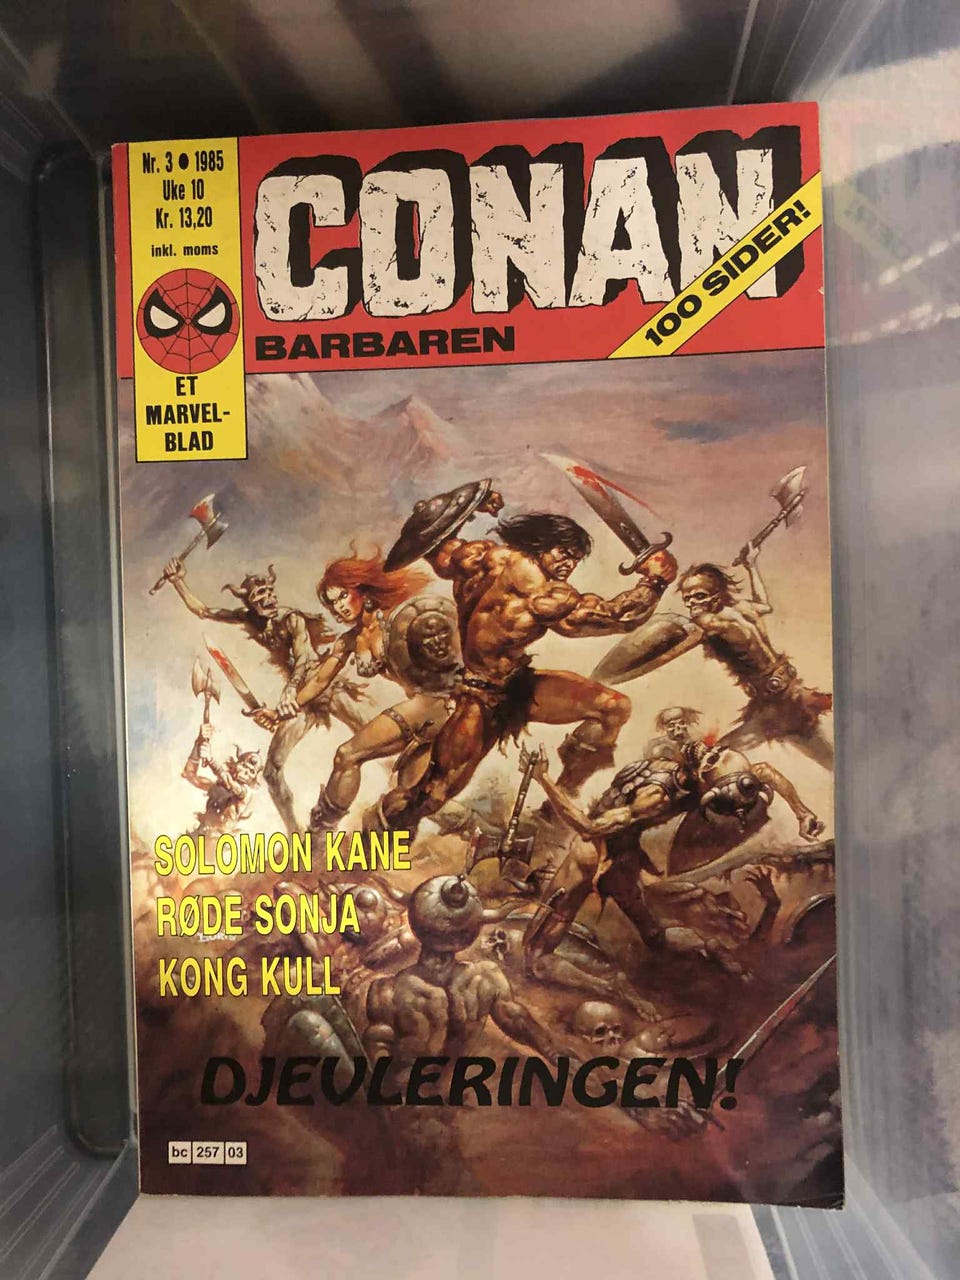 Nr. 3 ● 1985
Uke 10
Kr. 13,20
inkl. moms
ET
MARVEL-
BLAD
CONAN
BARBAREN
100 SIDER!
SOLOMON KANE
RØDE SONJA
KONG KULL
DJEVLERINGEN!
bc 257 03